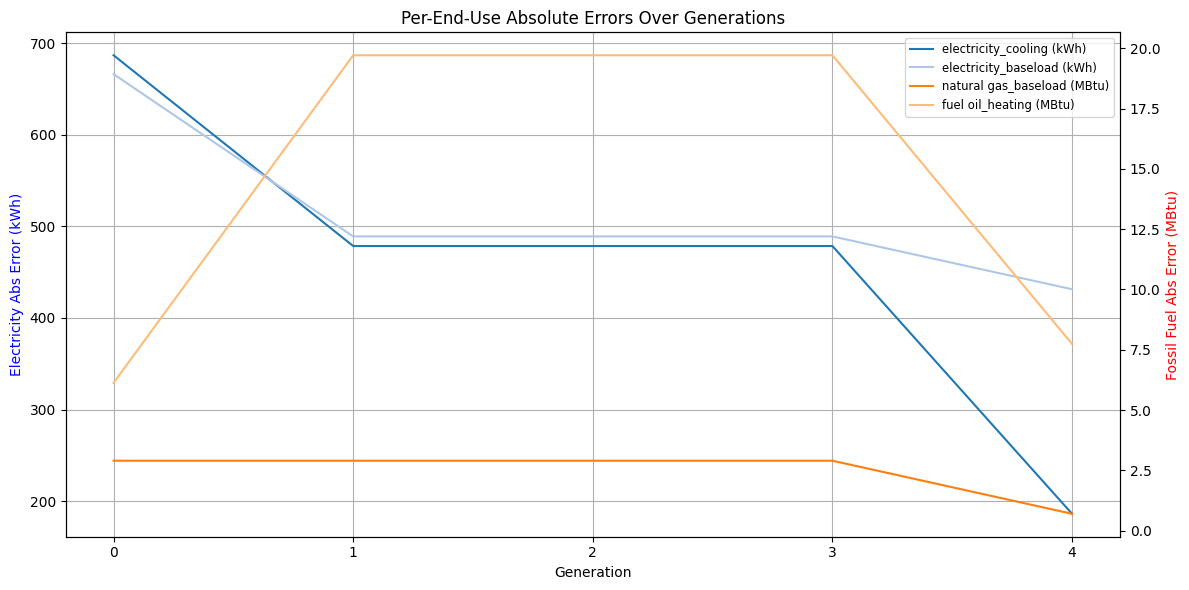 Per-End-Use Absolute Errors Over Generations
electricity_cooling (kWh)
electricity_baseload (kWh)
natural gas_baseload (MBtu)
fuel oil_heating (MBtu)
Electricity Abs Error (kWh)
700
600
500
400
300
200
20.0
17.5
15.0
12.5
10.0
7.5
5.0
2.5
0.0
Fossil Fuel Abs Error (MBtu)
0 1 2 3 4
Generation